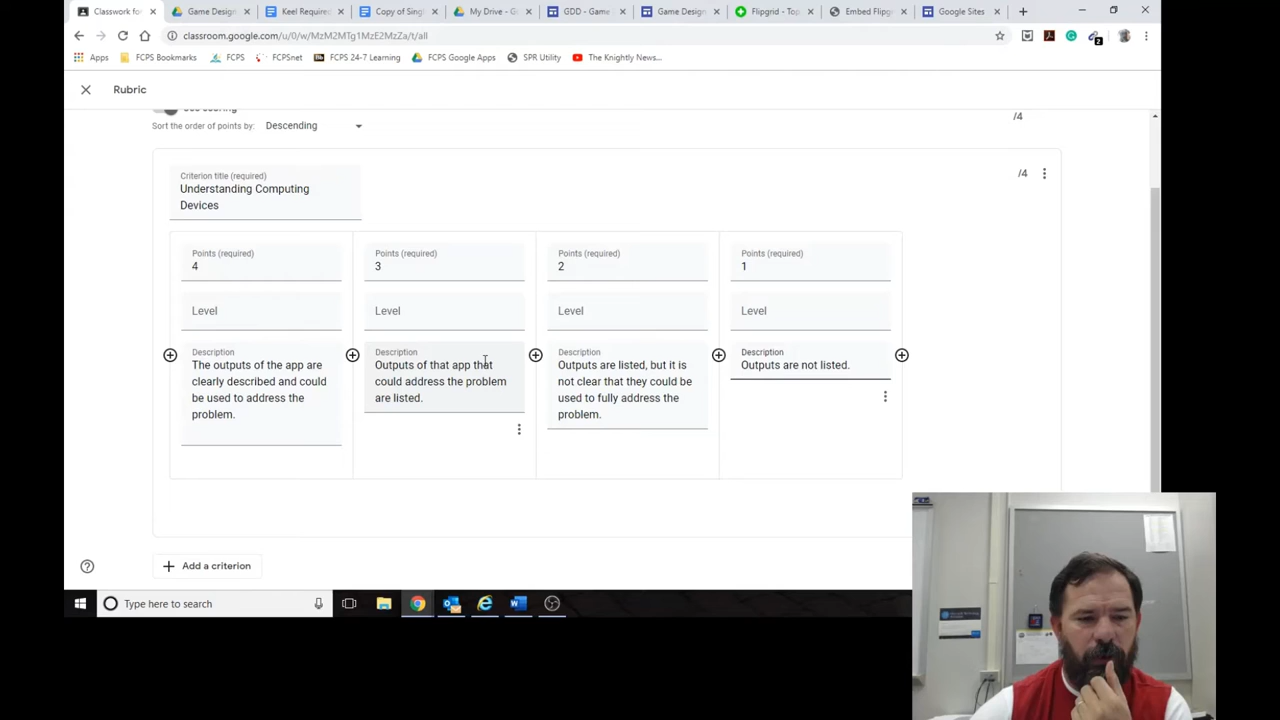 Classwork for
Game Design
Keel Require
Copy of Sing
My Drive - G
GDD - Game
Game Design
Flipgrid - Top
Embed Flipg
Google Sites
classroom.google.com/u/0/w/MzM2MTg1MzE2MzZa/t/all
2
Apps
FCPS Bookmarks
FCPS
FCPSnet
FCPS 24-7 Learning
FCPS Google Apps
SPR Utility
The Knightly News...
Rubric
Use scoring
Sort the order of points by:
Descending
/4
Criterion title (required)
Understanding Computing
Devices
/4
Points (required)
4
Level
Description
The outputs of the app are
clearly described and could
be used to address the
problem.
Points (required)
3
Level
Description
Outputs of that app that
could address the problem
are listed.
Points (required)
2
Level
Description
Outputs are listed, but it is
not clear that they could be
used to fully address the
problem.
Points (required)
1
Level
Description
Outputs are not listed.
Add a criterion
Type here to search